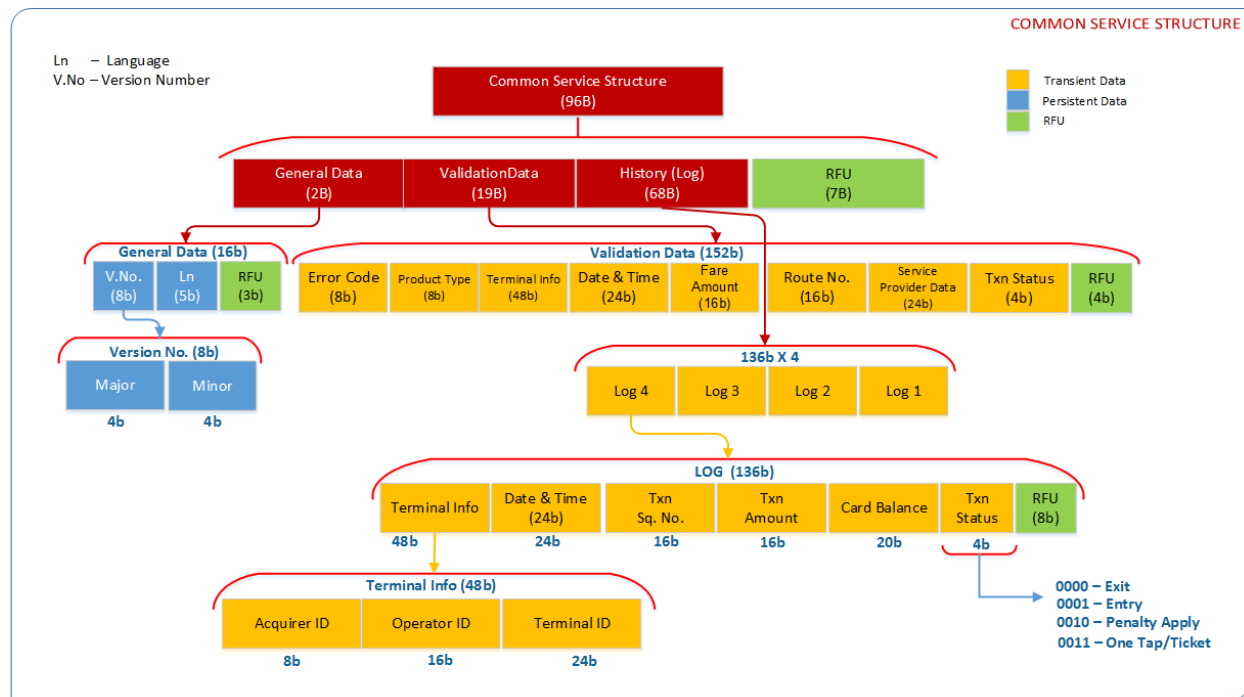 COMMON SERVICE STRUCTURE
Ln – Language
V.No – Version Number
Common Service Structure
(96B)
Transient Data
Persistent Data
RFU
General Data
(2B)
ValidationData
(19B)
History (Log)
(68B)
RFU
(7B)
General Data (16b)
V.No.
(8b)
Ln
(5b)
RFU
(3b)
Validation Data (152b)
Error Code
(8b)
Product Type
(8b)
Terminal Info
(48b)
Date & Time
(24b)
Fare
Amount
(16b)
Route No.
(16b)
Service
Provider Data
(24b)
Txn Status
(4b)
RFU
(4b)
Version No. (8b)
Major
Minor
4b
4b
136b X 4
Log 4
Log 3
Log 2
Log 1
LOG (136b)
Terminal Info
Date & Time
(24b)
Txn
Sq. No.
Txn
Amount
Card Balance
Txn
Status
RFU
(8b)
48b
24b
16b
16b
20b
4b
Terminal Info (48b)
Acquirer ID
Operator ID
Terminal ID
8b
16b
24b
0000 – Exit
0001 – Entry
0010 – Penalty Apply
0011 – One Tap/Ticket